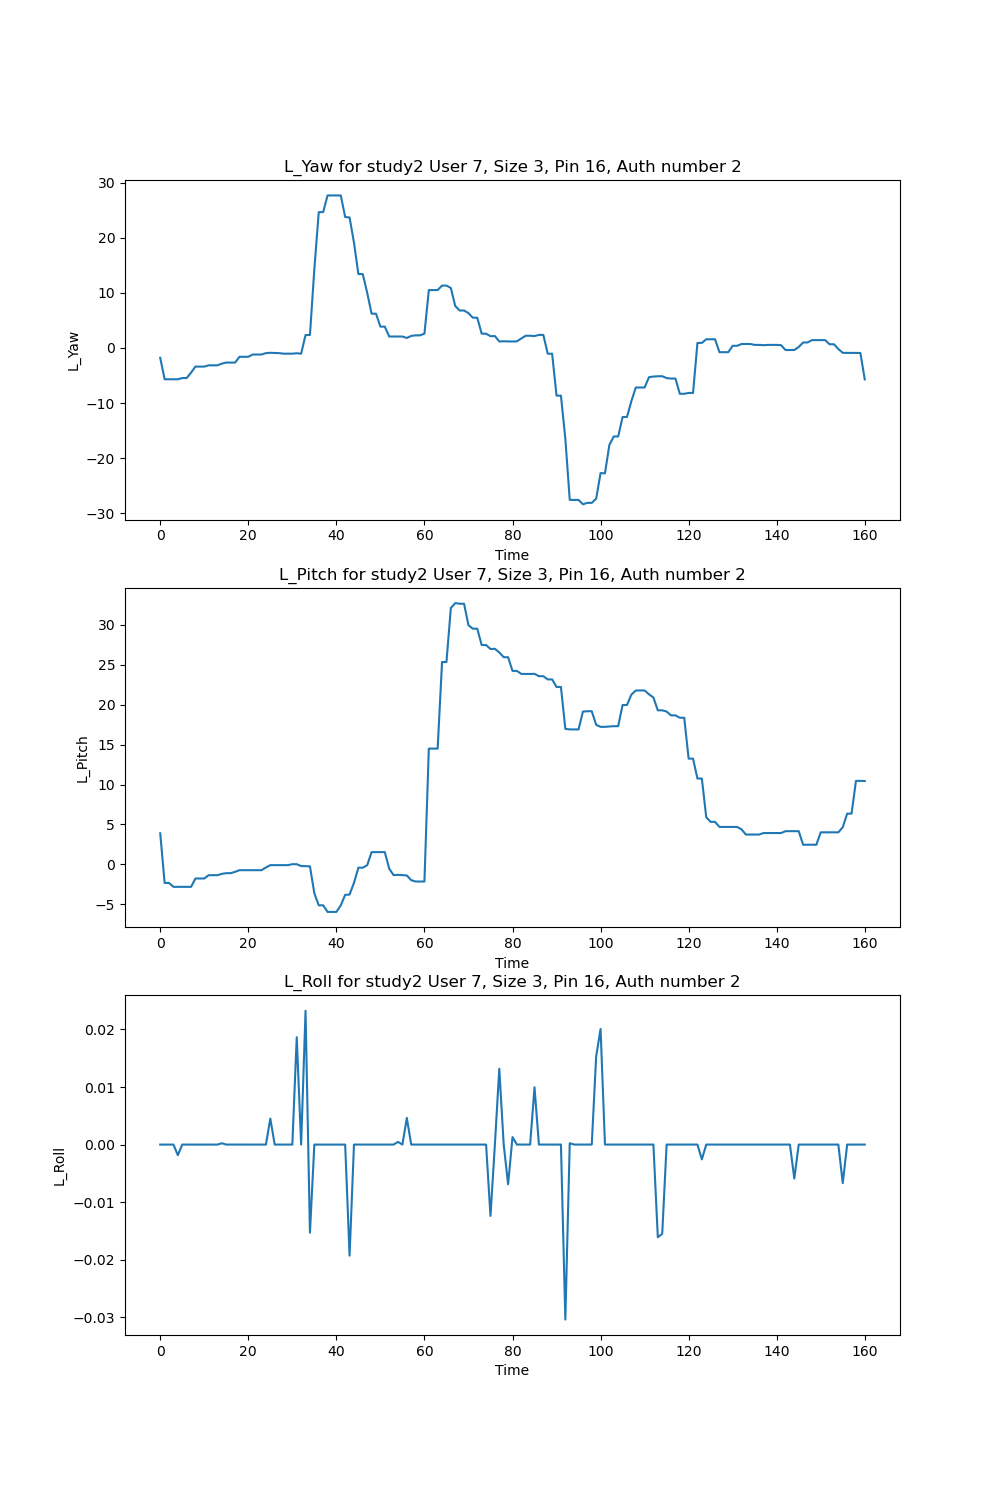 L_Yaw for study2 User 7, Size 3, Pin 16, Auth number 2
30
20
10
0
−10
−20
−30
L_Yaw
0 20 40 60 80 100 120 140 160
Time
L_Pitch for study2 User 7, Size 3, Pin 16, Auth number 2
30
25
20
15
10
5
0
−5
L_Pitch
0 20 40 60 80 100 120 140 160
Time
L_Roll for study2 User 7, Size 3, Pin 16, Auth number 2
0.02
0.01
0.00
−0.01
−0.02
−0.03
L_Roll
0 20 40 60 80 100 120 140 160
Time